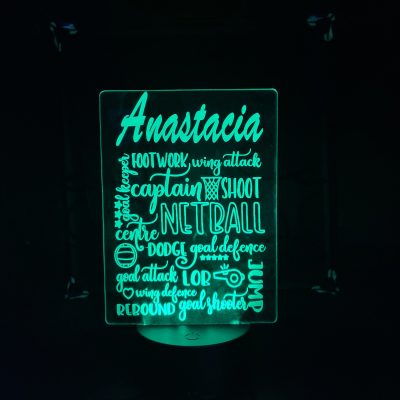 Anastacia
goal keeper
FOOTWORK wing attack
captain SHOOT
NETBALL
centre
DODGE goal defence
goal attack LOB
JUMP
wing defence
REBOUND goal shooter